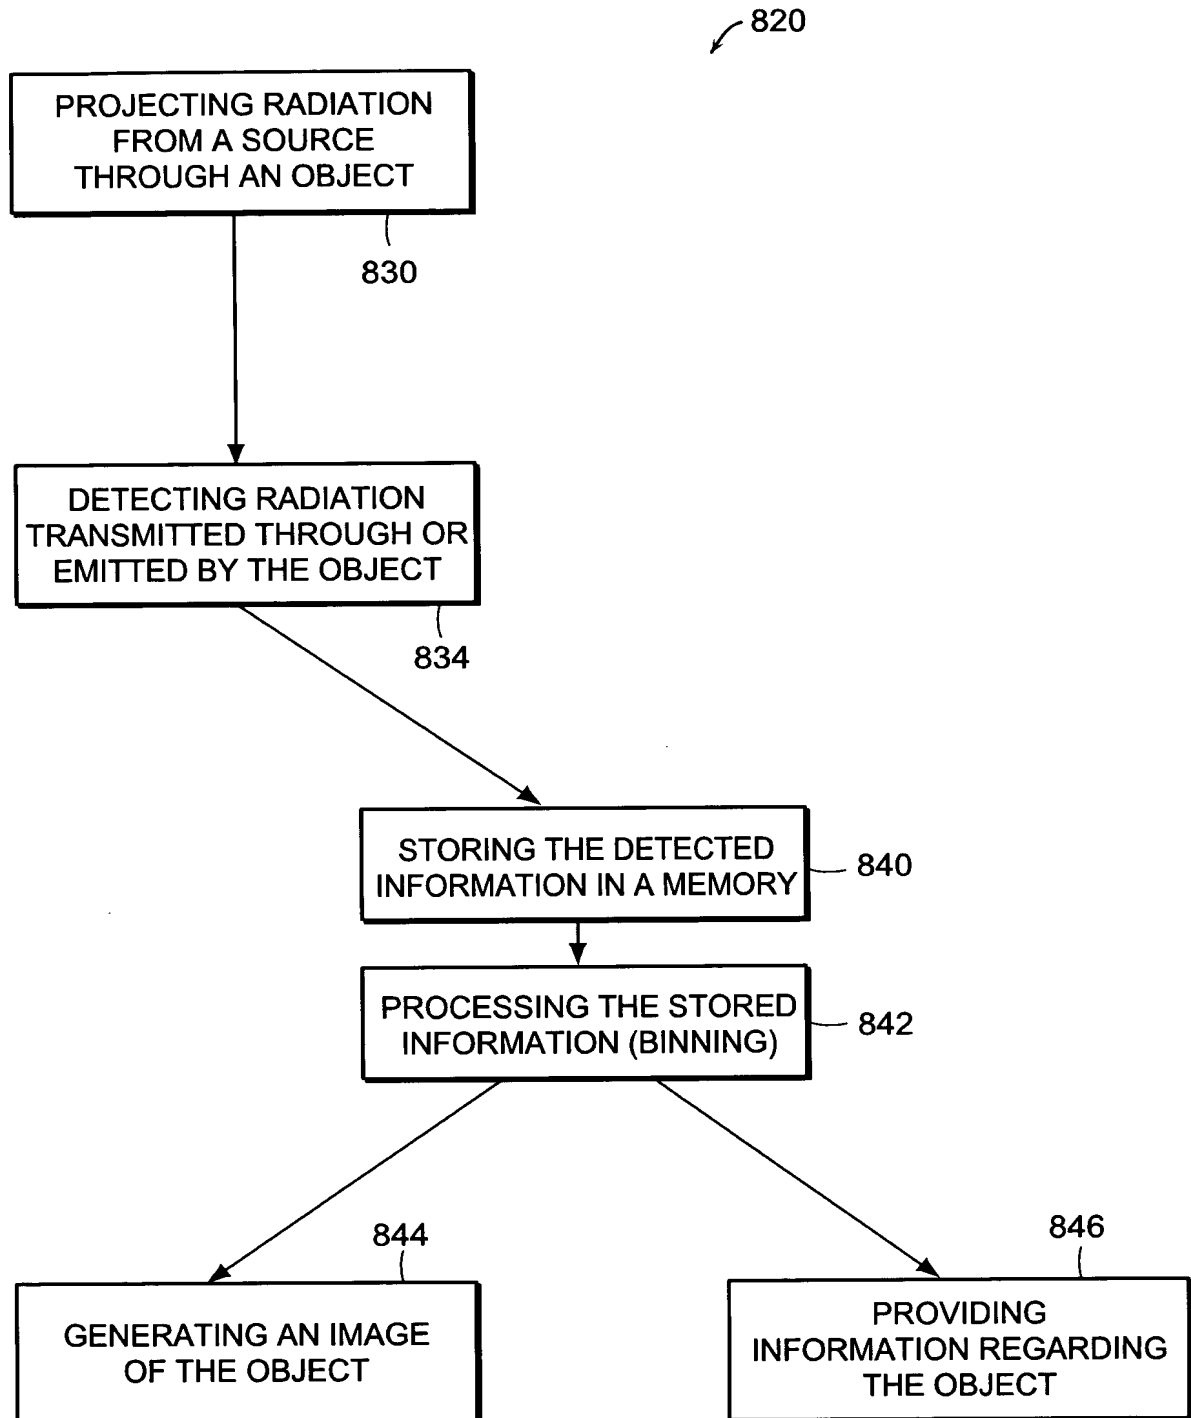 820
PROJECTING RADIATION
FROM A SOURCE
THROUGH AN OBJECT
830
DETECTING RADIATION
TRANSMITTED THROUGH OR
EMITTED BY THE OBJECT
834
STORING THE DETECTED
INFORMATION IN A MEMORY
840
PROCESSING THE STORED
INFORMATION (BINNING)
842
844
GENERATING AN IMAGE
OF THE OBJECT
846
PROVIDING
INFORMATION REGARDING
THE OBJECT